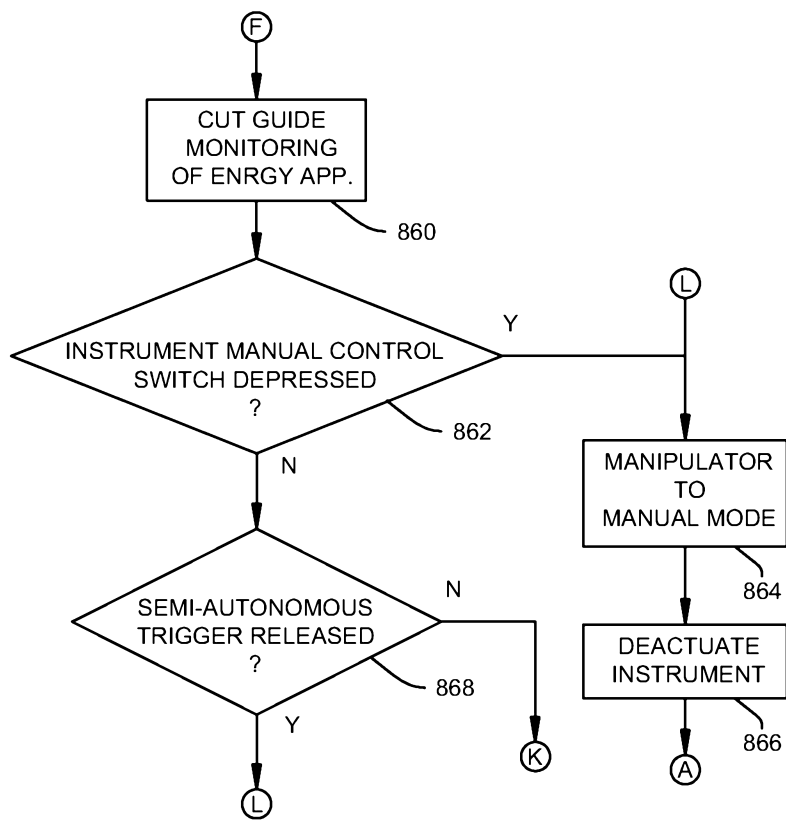 F
CUT GUIDE
MONITORING
OF ENRGY APP.
860
L
Y
INSTRUMENT MANUAL CONTROL
SWITCH DEPRESSED
?
862
N
MANIPULATOR
TO
MANUAL MODE
864
SEMI-AUTONOMOUS
TRIGGER RELEASED
?
N
868
DEACTUATE
INSTRUMENT
866
Y
K
A
L